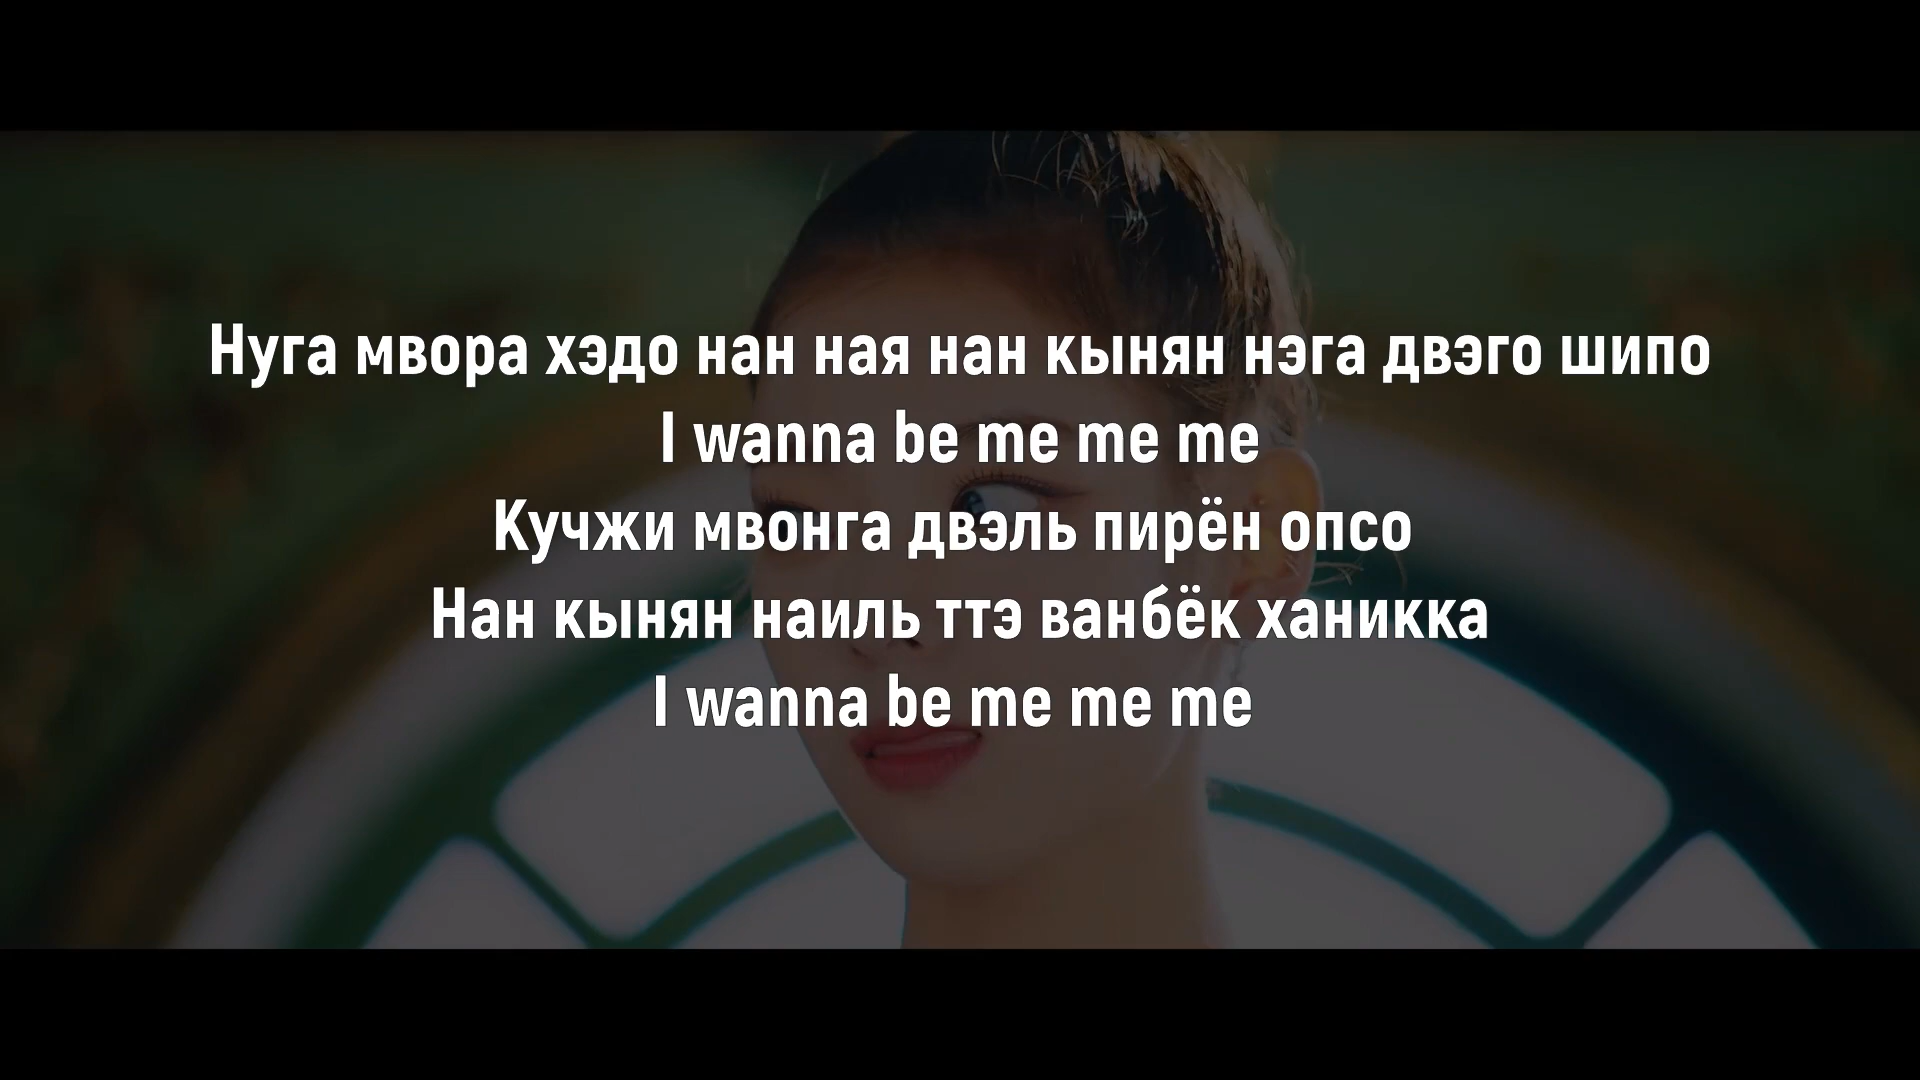 Нуга мвора хэдо нан ная нан кынян нэга двэго шипо
I wanna be me me me
Кучжи мвонга двэль пирён опсо
Нан кынян наиль ттэ ванбёк ханикка
I wanna be me me me